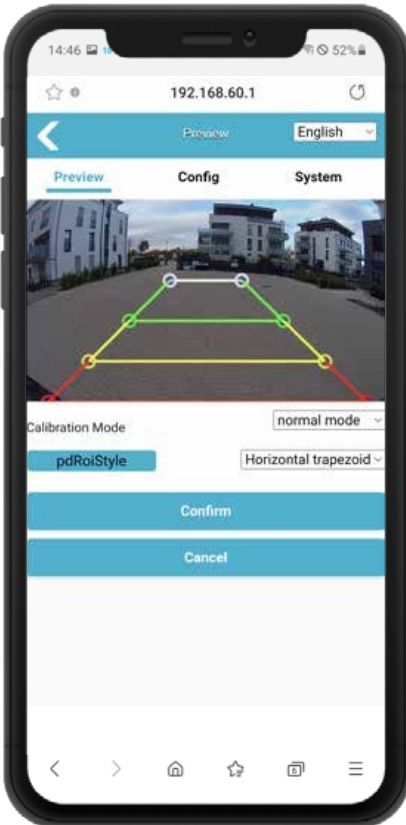 14:46
52%
192.168.60.1
Preview
English
Preview Config System
Calibration Mode
normal mode
pdRoiStyle
Horizontal trapezoid
Confirm
Cancel
6